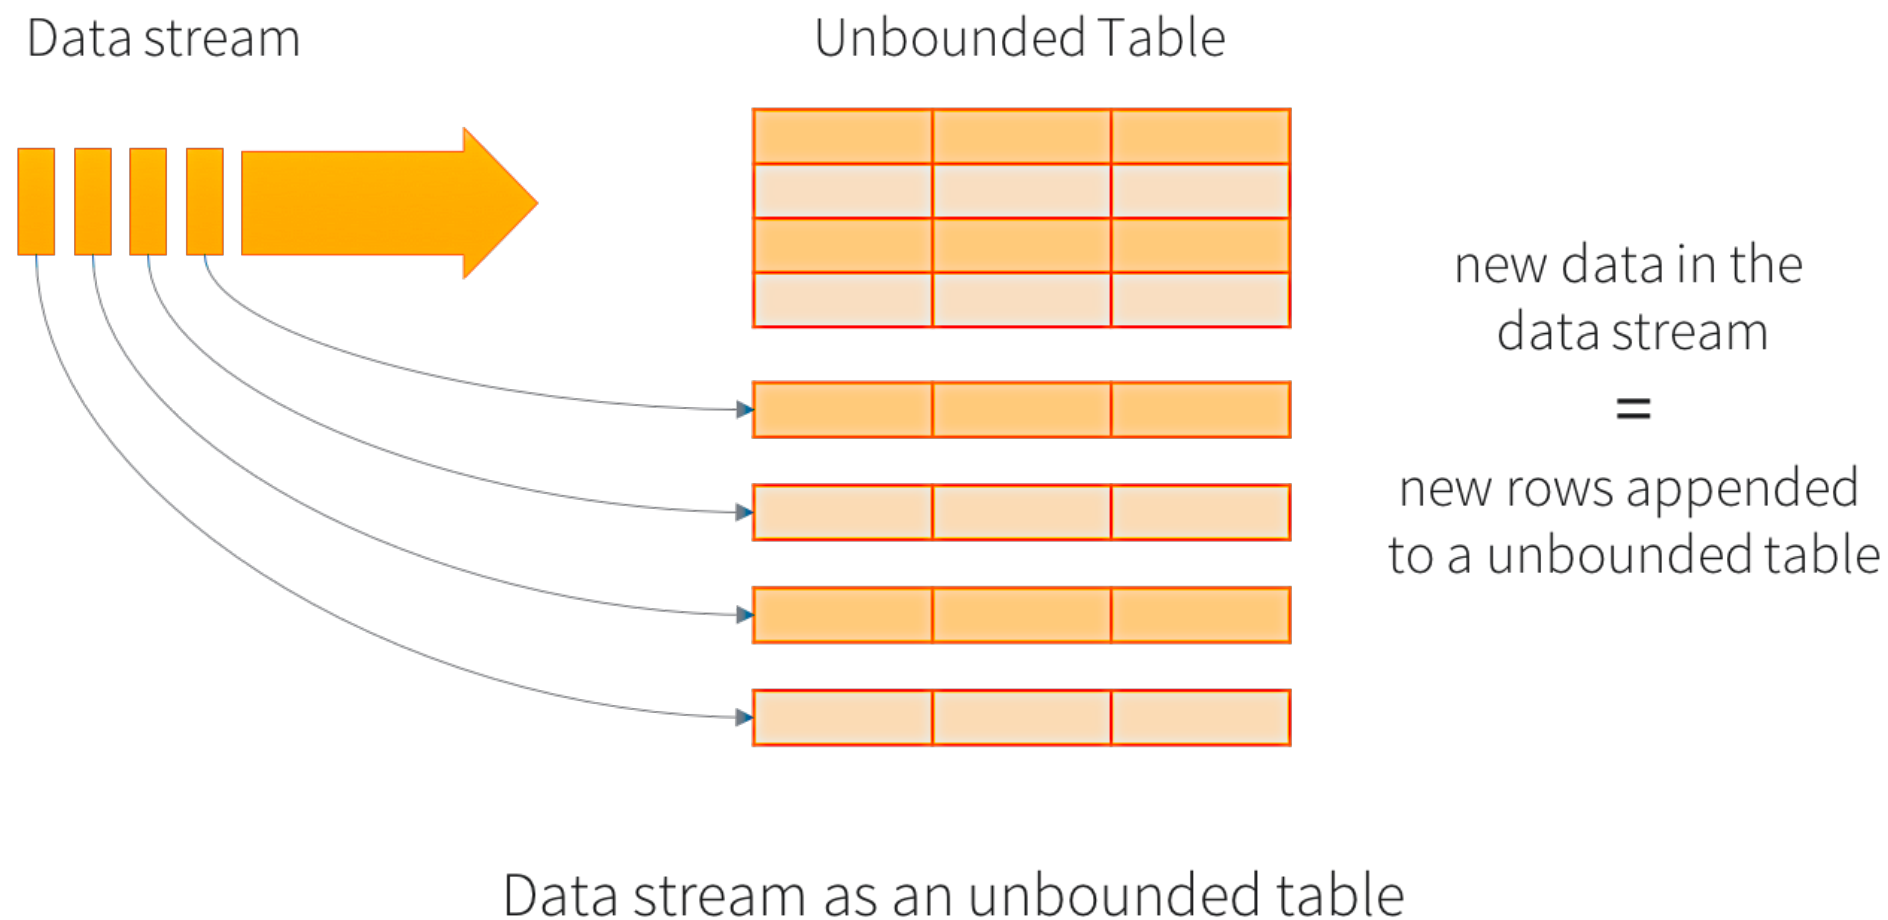 Data stream
Unbounded Table
new data in the
data stream
=
new rows appended
to a unbounded table
Data stream as an unbounded table